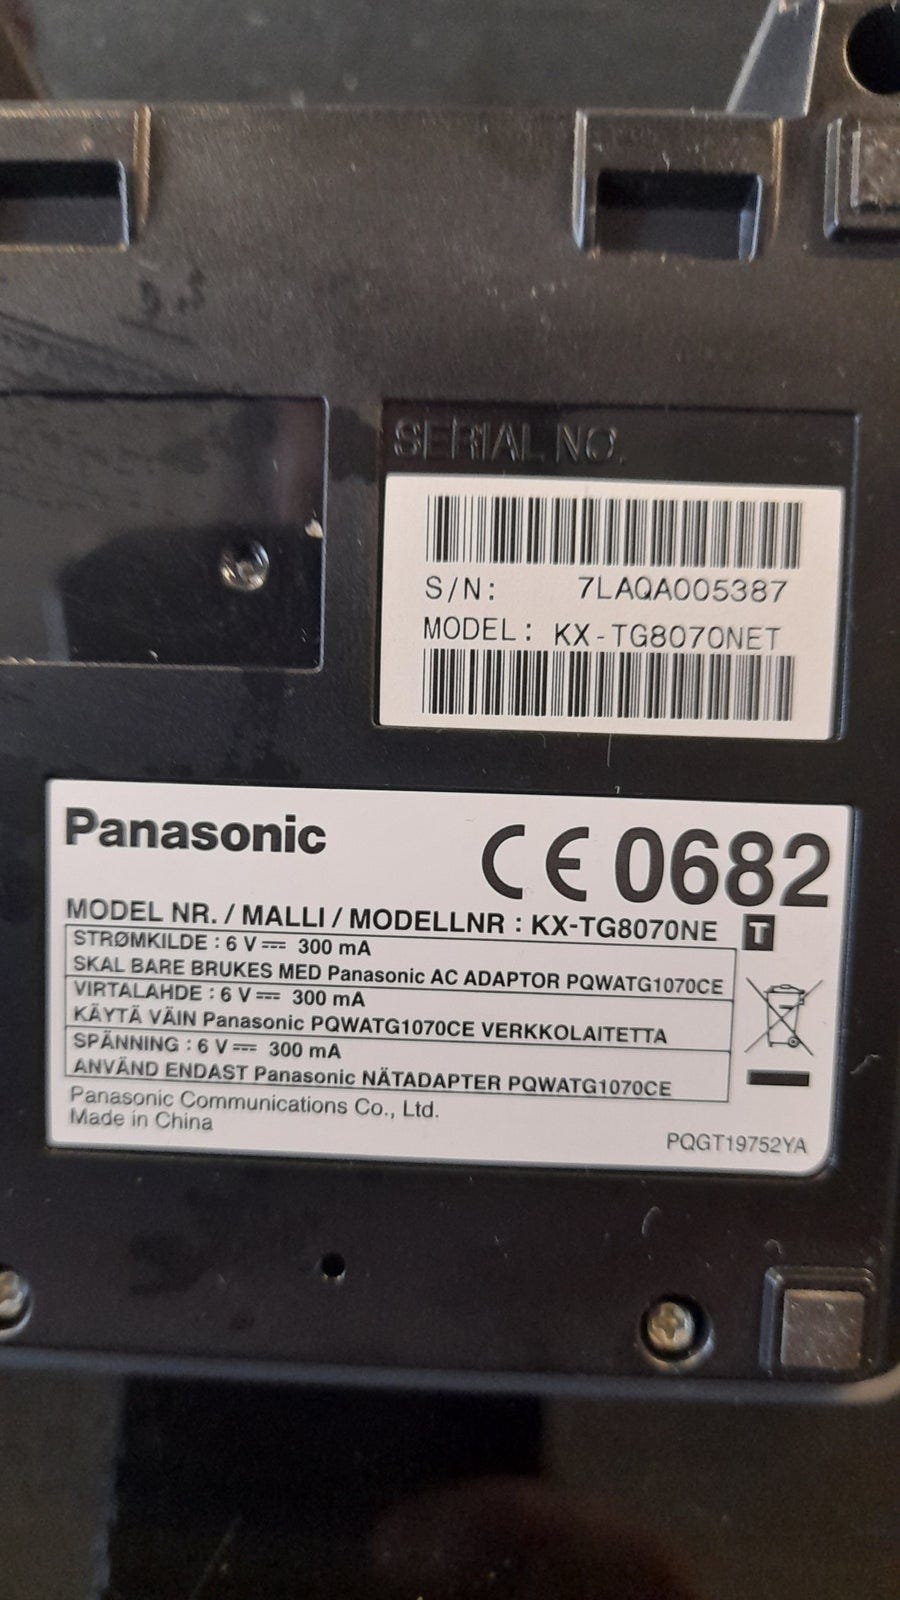 SERIAL NO.
S/N: 7LAQA005387
MODEL: KX-TG8070NET
Panasonic
CE 0682
MODEL NR. / MALLI / MODELLNR : KX-TG8070NE T
STRØMKILDE : 6 V ⎓ 300 mA
SKAL BARE BRUKES MED Panasonic AC ADAPTOR PQWATG1070CE
VIRTALAHDE : 6 V ⎓ 300 mA
KÄYTÄ VÄIN Panasonic PQWATG1070CE VERKKOLAITETTA
SPÄNNING : 6 V ⎓ 300 mA
ANVÄND ENDAST Panasonic NÄTADAPTER PQWATG1070CE
Panasonic Communications Co., Ltd.
Made in China
PQGT19752YA